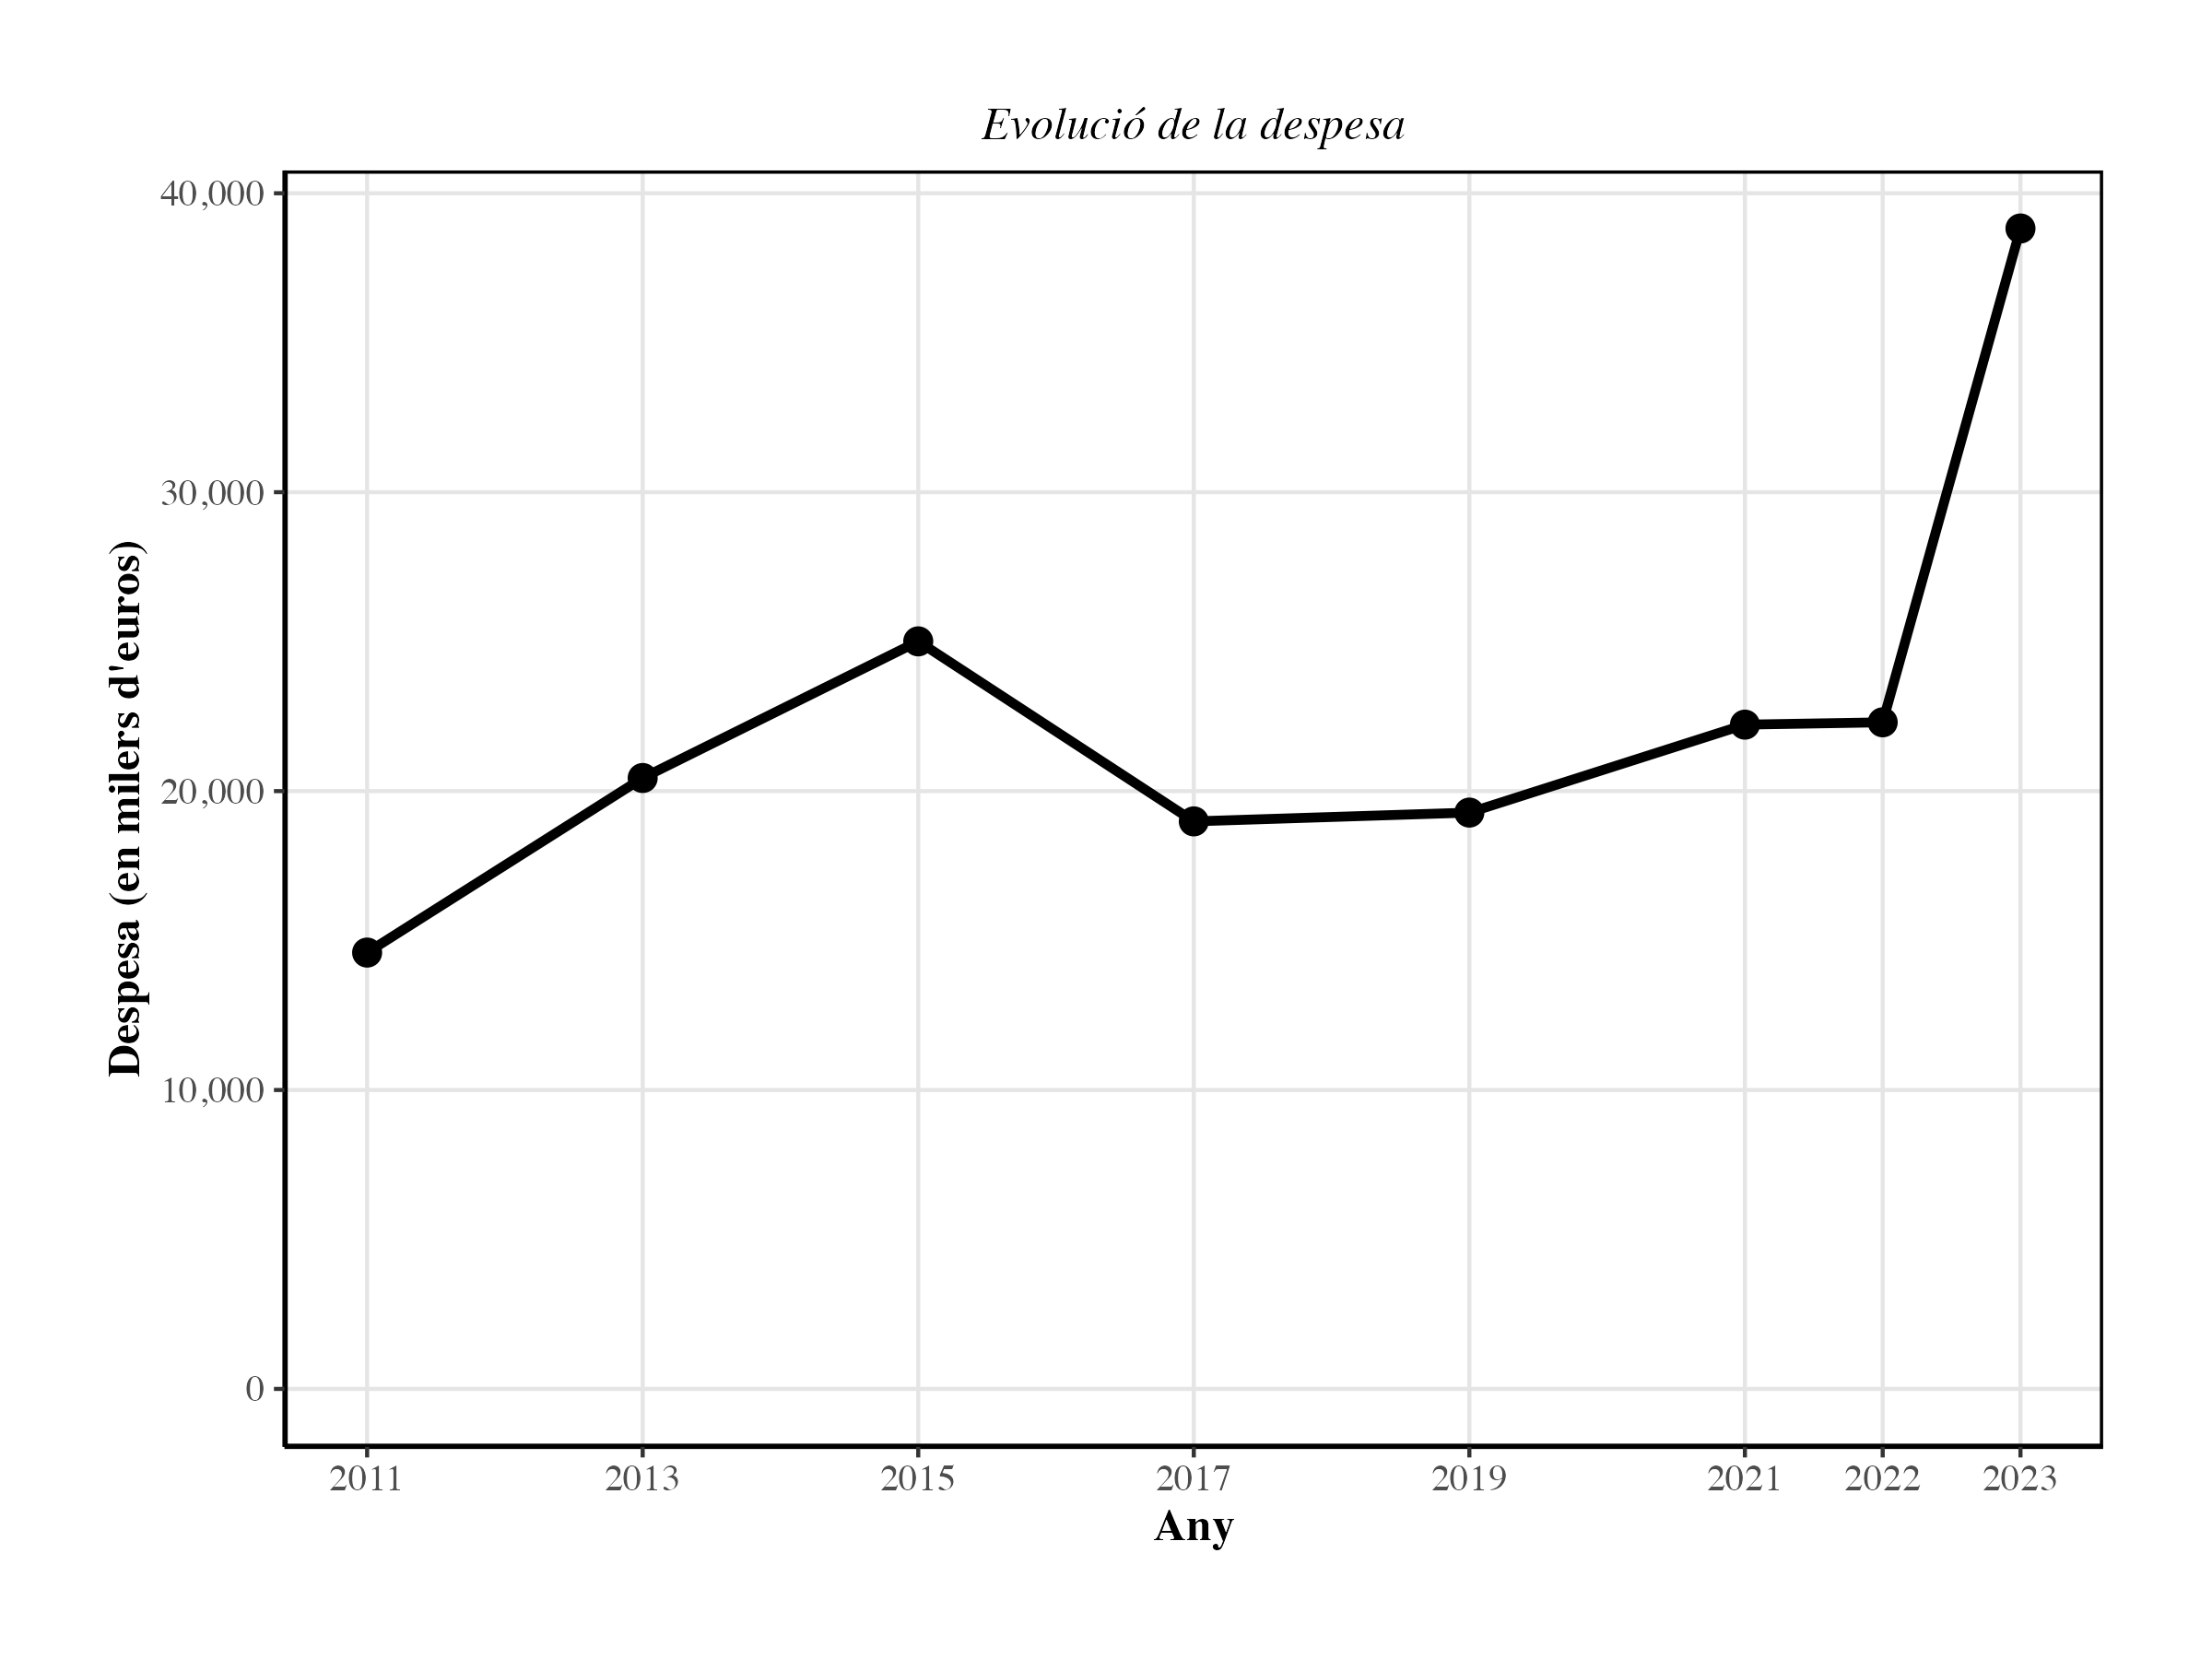 Evolució de la despesa
Despesa (en milers d'euros)
40,000
30,000
20,000
10,000
0
2011 2013 2015 2017 2019 2021 2022 2023
Any